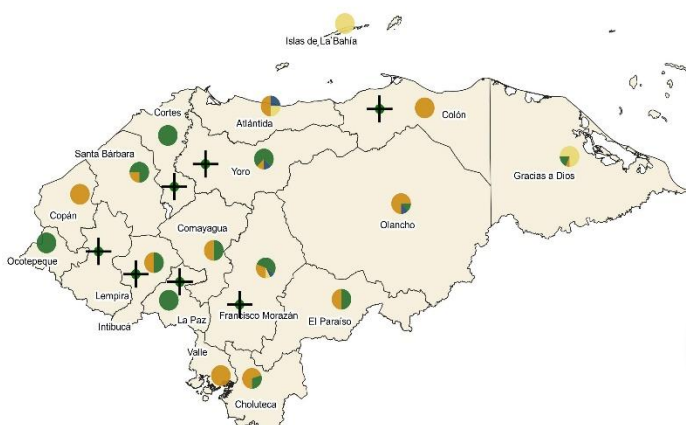 Islas de La Bahía
Cortes
Atlántida
Colón
Santa Bárbara
Yoro
Gracias a Dios
Copán
Olancho
Comayagua
Ocotepeque
Lempira
La Paz
Francisco Morazán
El Paraíso
Intibucá
Valle
Choluteca